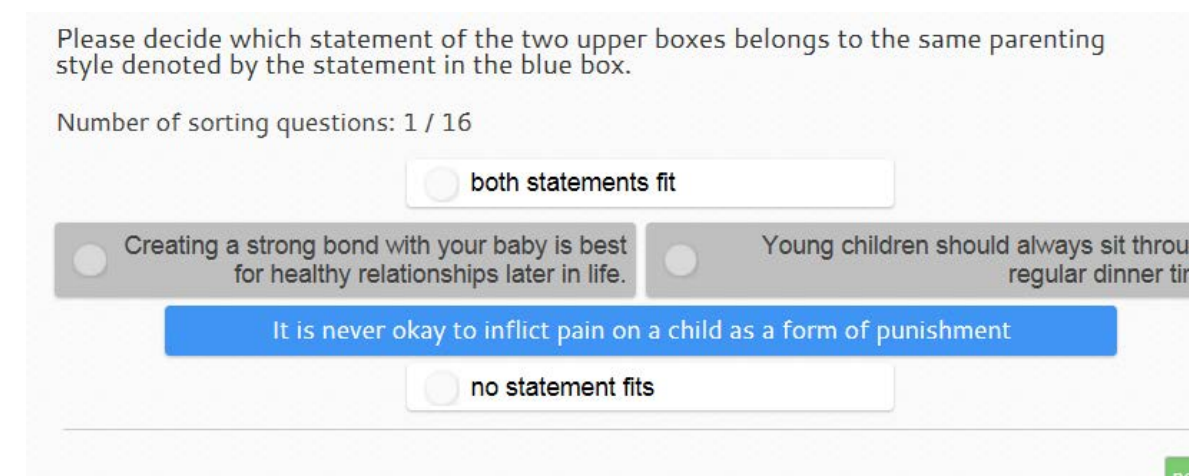 Please decide which statement of the two upper boxes belongs to the same parenting
style denoted by the statement in the blue box.
Number of sorting questions: 1 / 16
both statements fit
Creating a strong bond with your baby is best
for healthy relationships later in life.
Young children should always sit
regular dinner
It is never okay to inflict pain on a child as a form of punishment
no statement fits